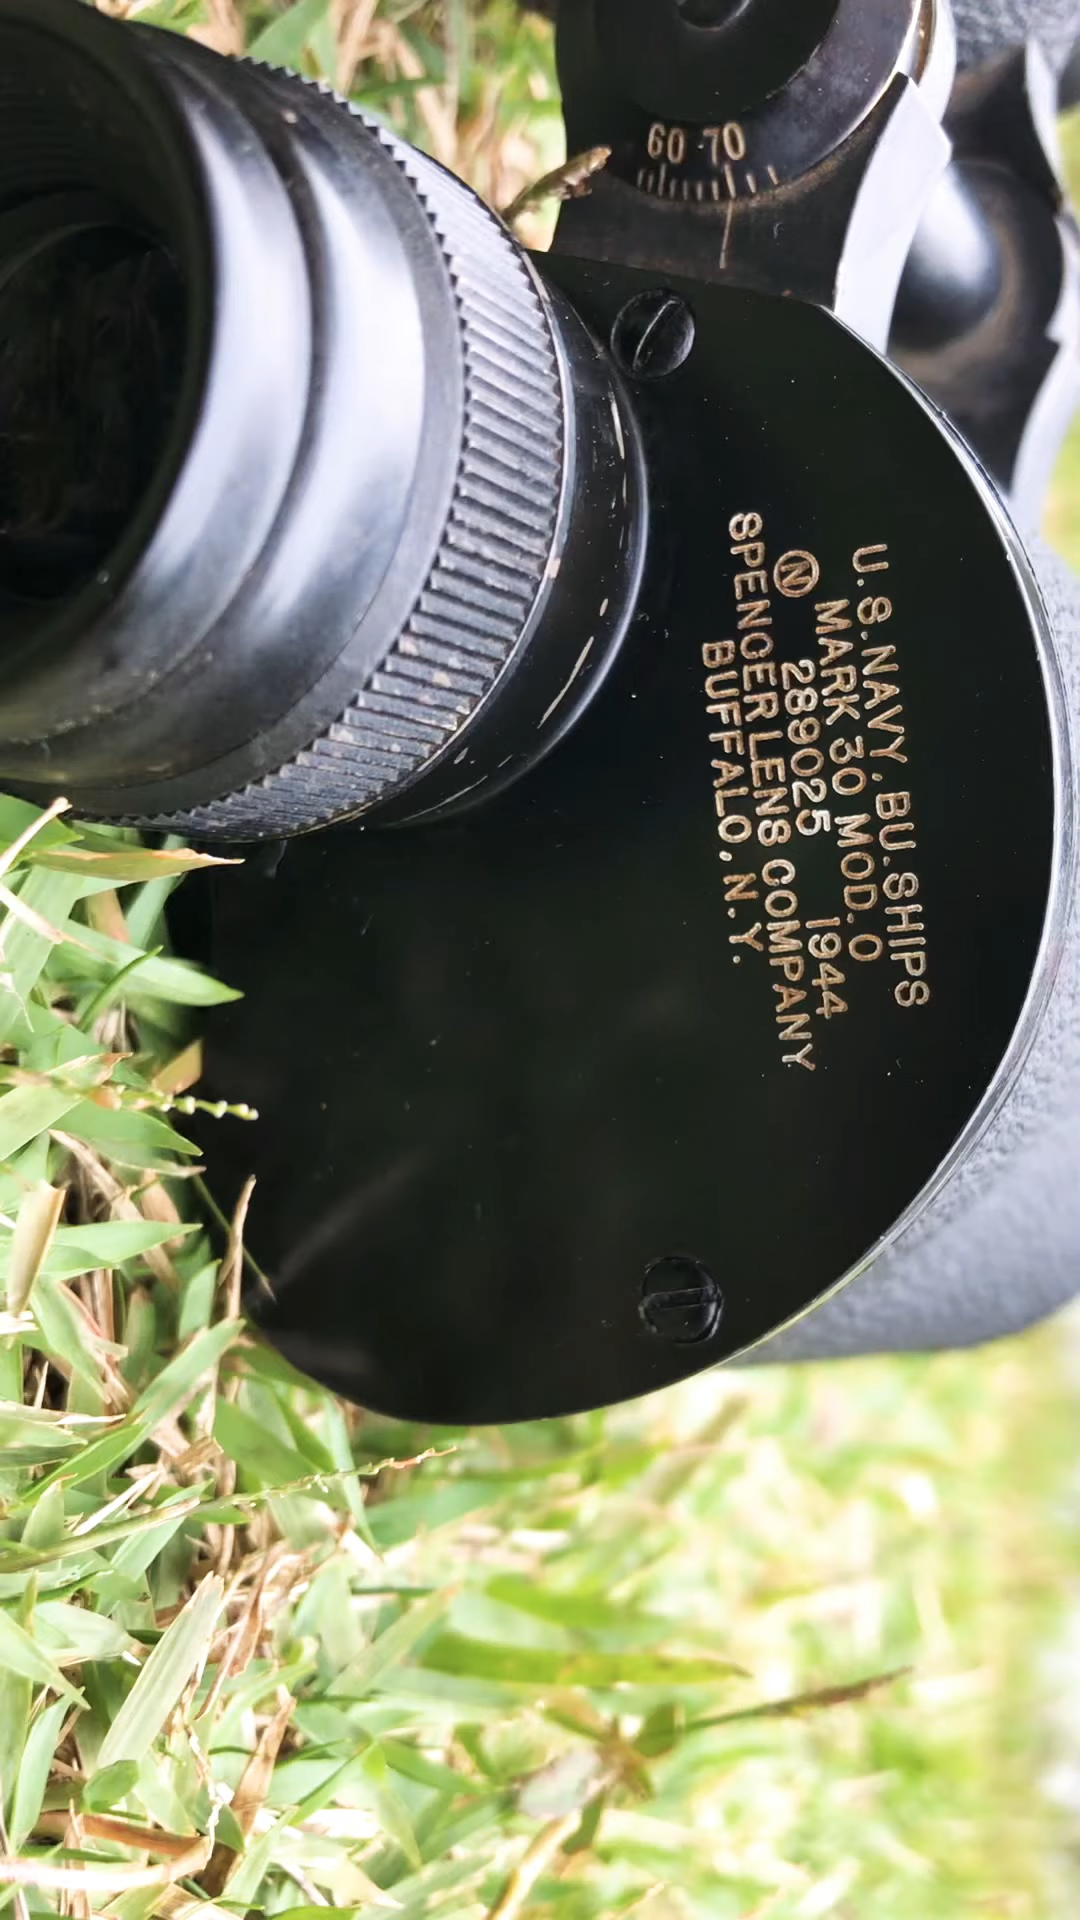 60 70
U.S.NAVY, BU.SHIPS
MARK 30 MOD. 0
N 289025 1944
SPENCER LENS COMPANY
BUFFALO, N.Y.